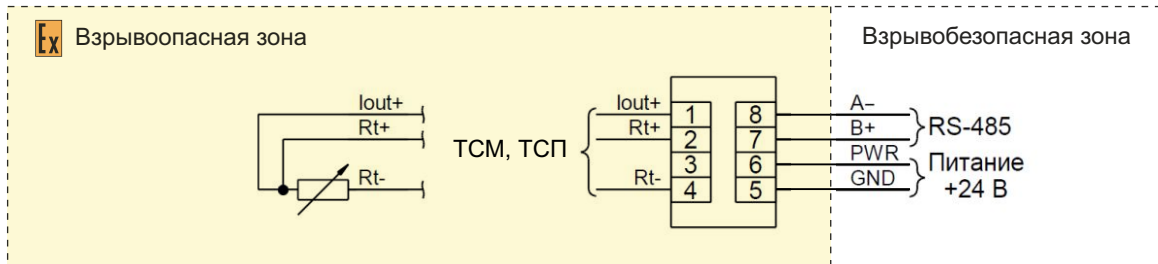 Ex Взрывоопасная зона
Взрывобезопасная зона
Iout+
Rt+
Rt-
ТСМ, ТСП
Iout+
Rt+
Rt-
1 8
2 7
3 6
4 5
A–
B+
RS-485
PWR
GND
Питание
+24 В